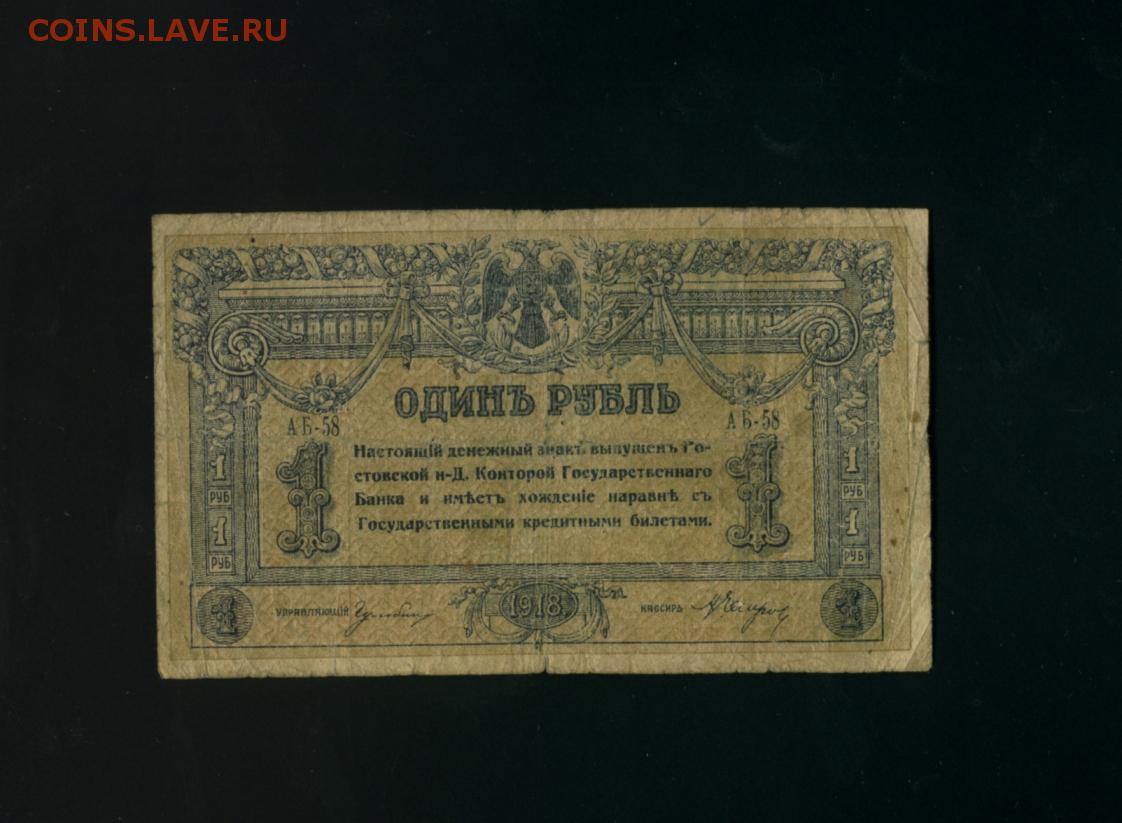 COINS.LAVE.RU
ОДИНЪ РУБЛЬ
АБ-58 АБ-58
Настоящій денежный знакъ выпущенъ Ро-
стовской н-Д. Конторой Государственнаго
Банка и имѣетъ хожденіе наравнѣ съ
Государственными кредитными билетами.
1 1
1 1
РУБ РУБ
1 1
РУБ РУБ
1 УПРАВЛЯЮЩІЙ 1918 КАССИРЪ 1